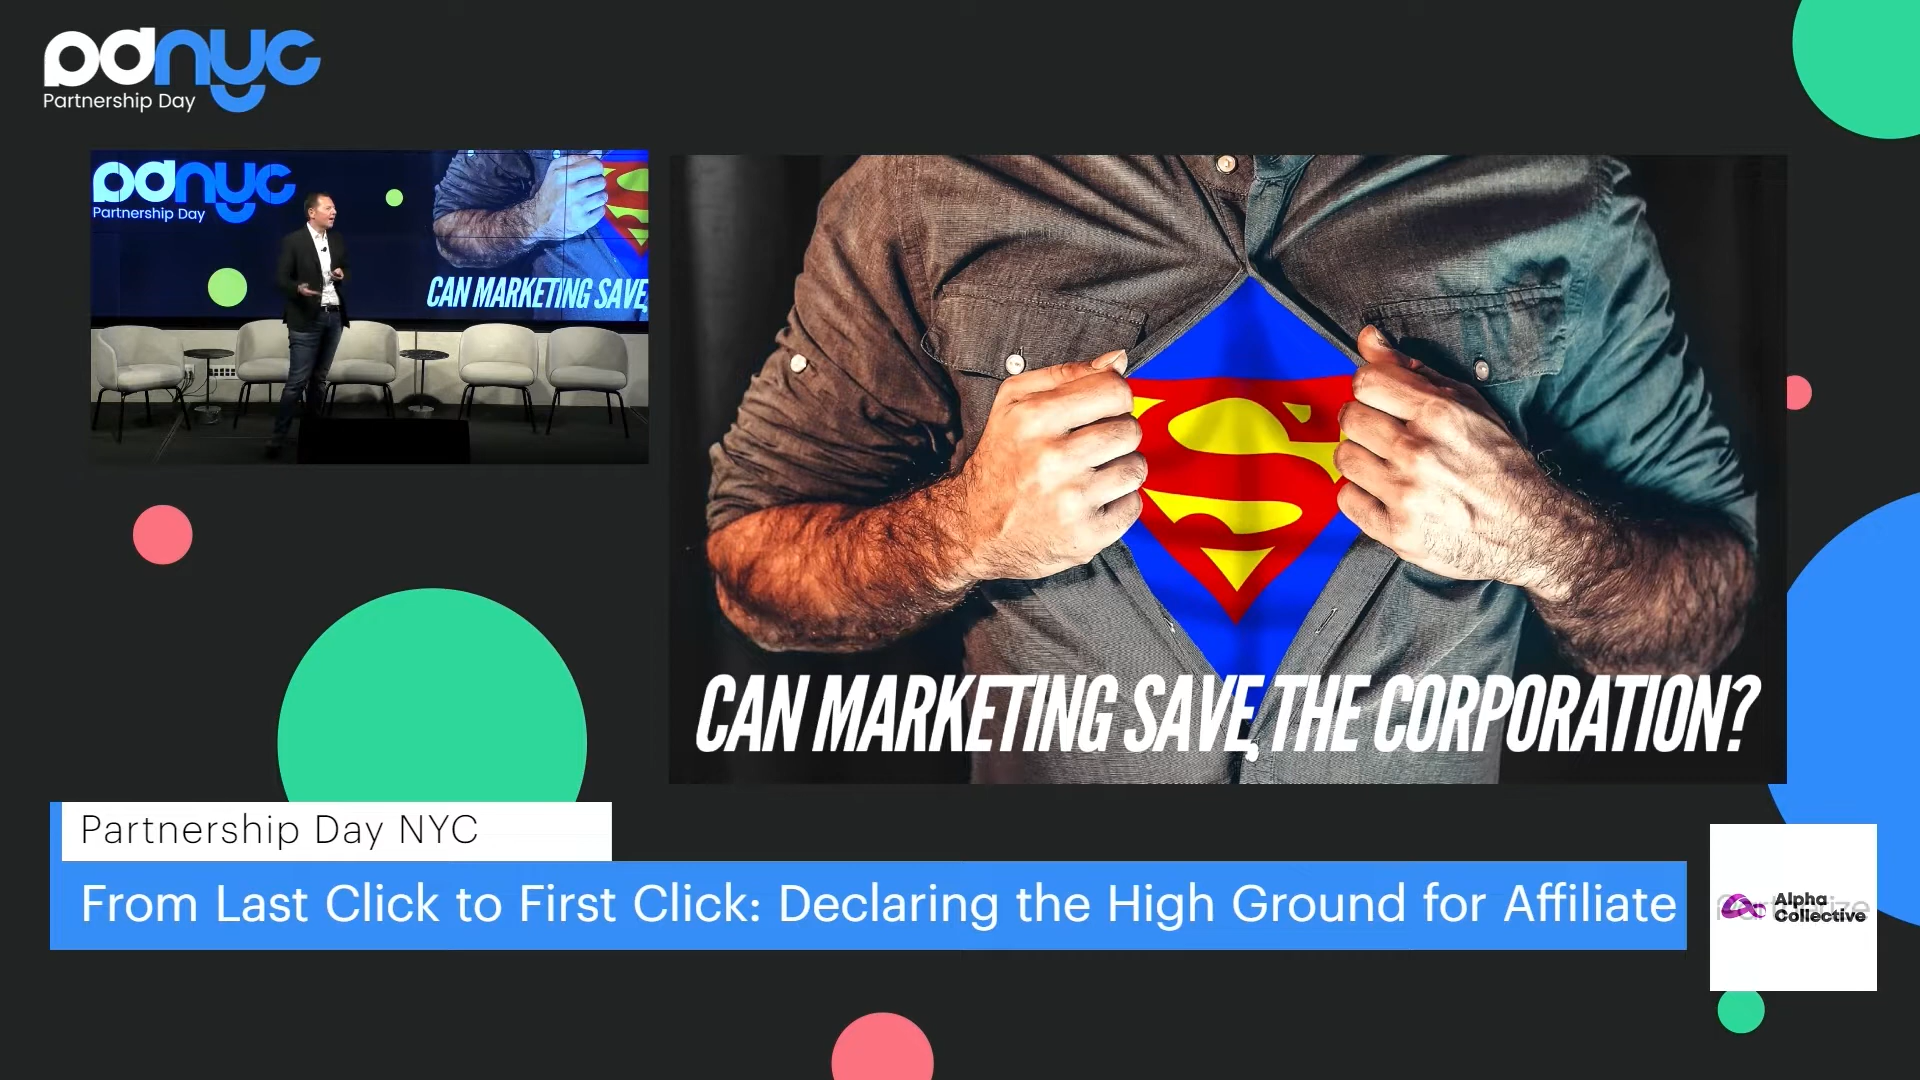 pdnyc
Partnership Day
pdnyc
Partnership Day
CAN MARKETING SAVE
S
CAN MARKETING SAVE THE CORPORATION?
Partnership Day NYC
From Last Click to First Click: Declaring the High Ground for Affiliate
Alpha
Collective